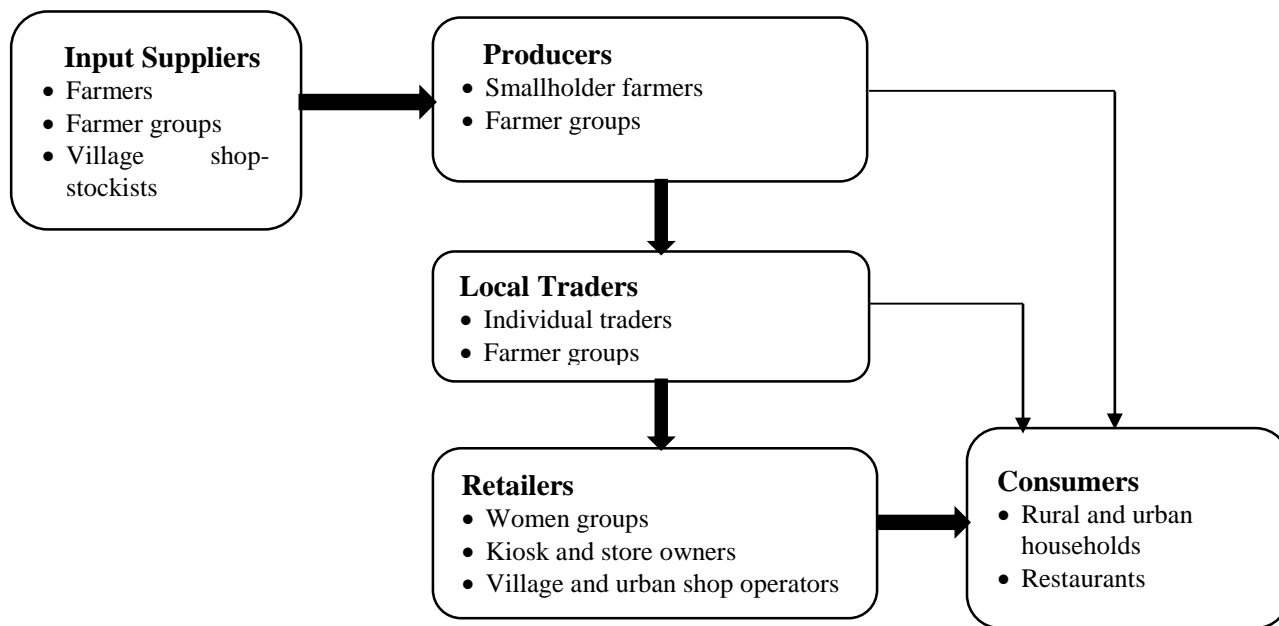 Input Suppliers
• Farmers
• Farmer groups
• Village shop-
stockists
Producers
• Smallholder farmers
• Farmer groups
Local Traders
• Individual traders
• Farmer groups
Retailers
• Women groups
• Kiosk and store owners
• Village and urban shop operators
Consumers
• Rural and urban
households
• Restaurants